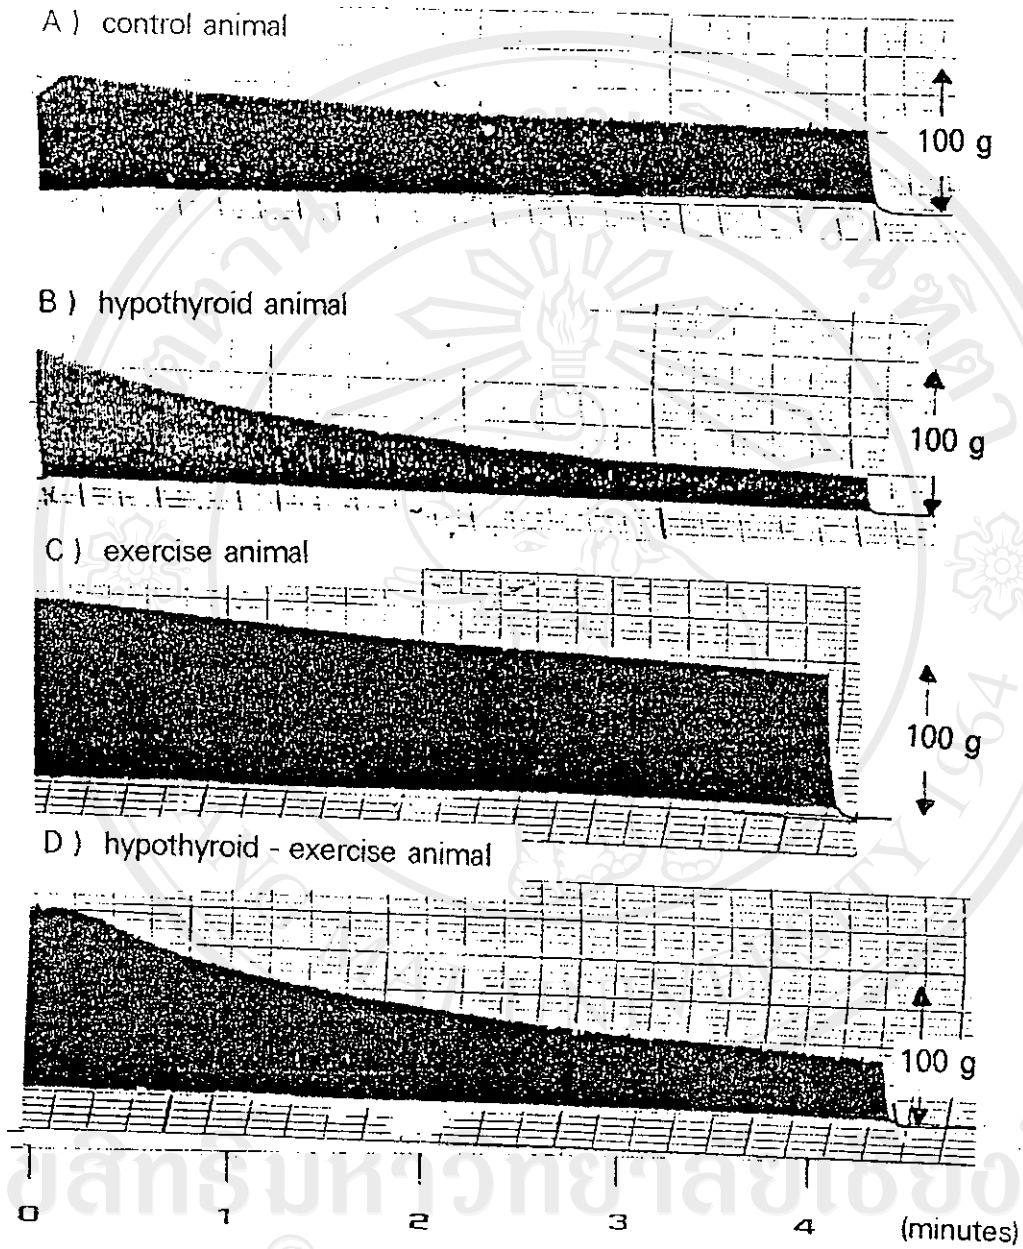 A ) control animal
100 g
B ) hypothyroid animal
100 g
C ) exercise animal
100 g
D ) hypothyroid - exercise animal
100 g
0 1 2 3 4 (minutes)
1964